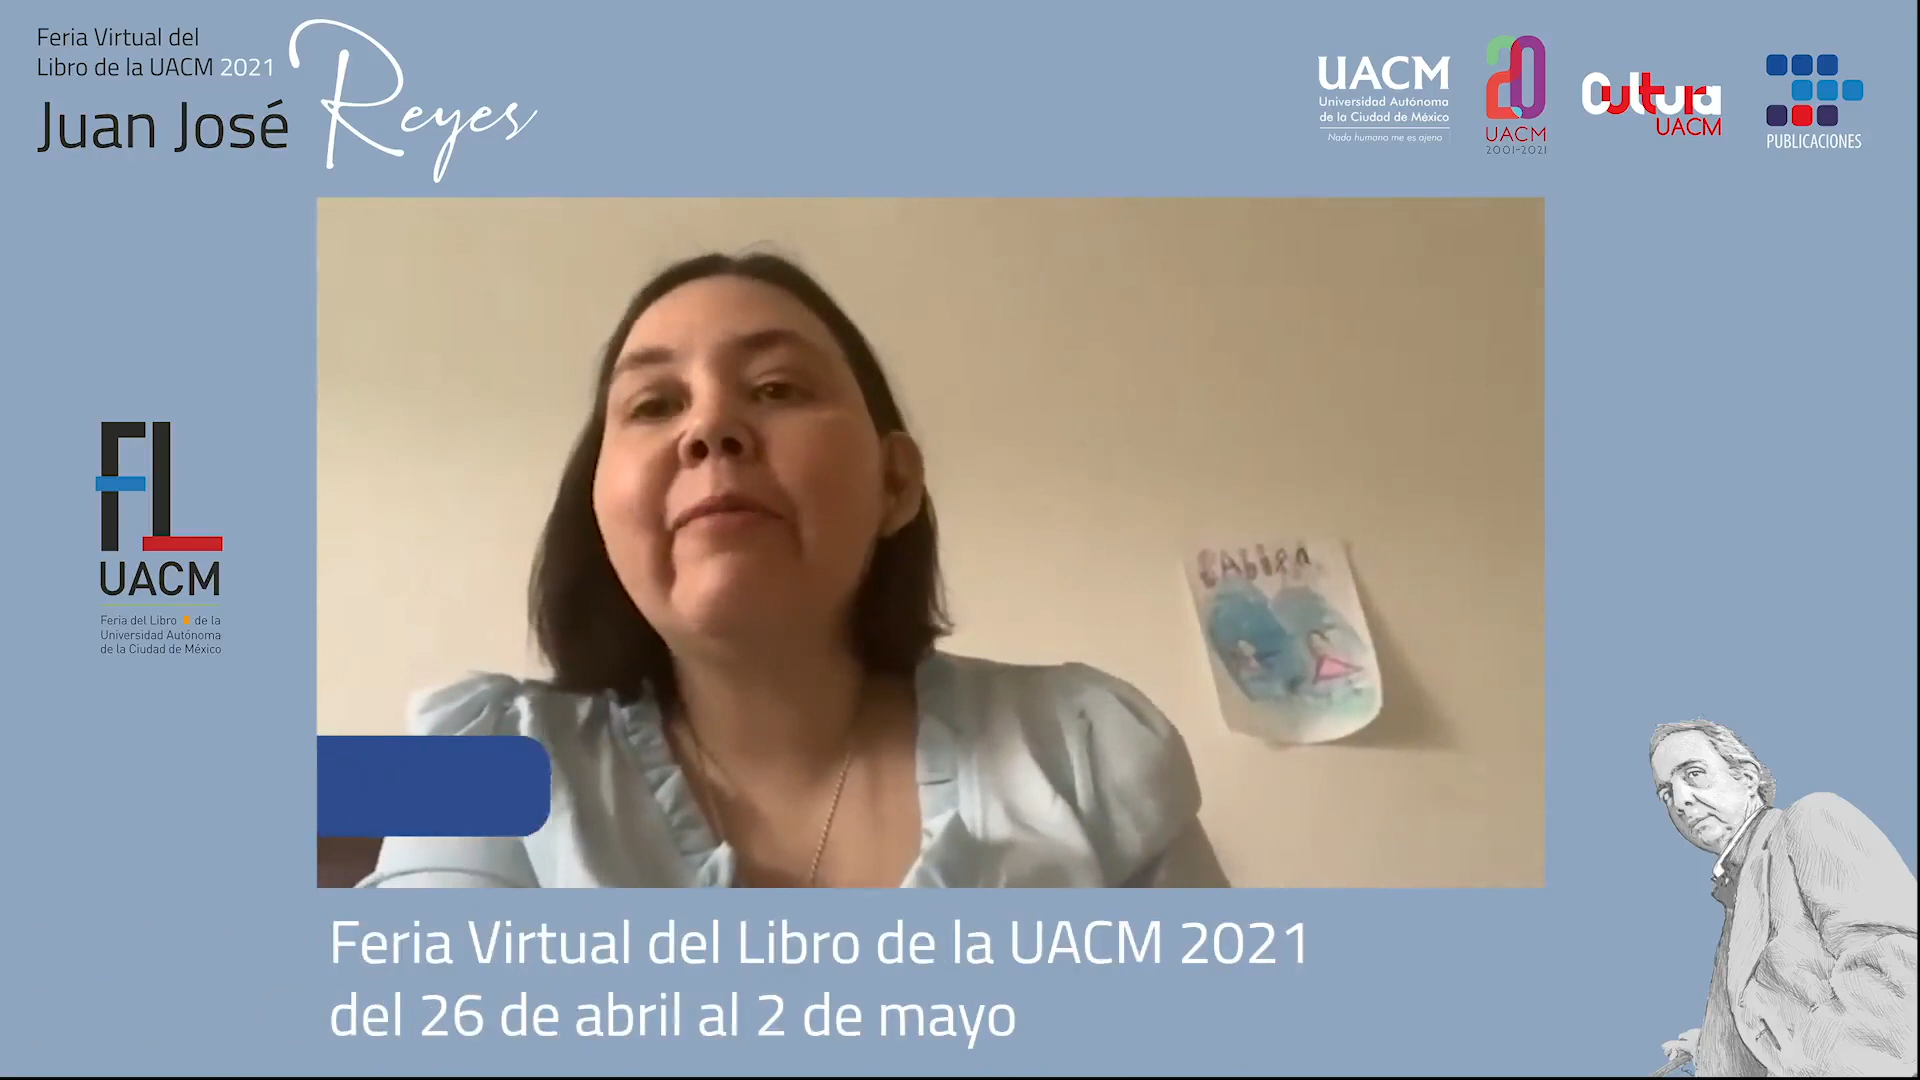 Feria Virtual del
Libro de la UACM 2021
Juan José Reyes
UACM
Universidad Autónoma
de la Ciudad de México
Nada humano me es ajeno
20
UACM
2001-2021
Cultura
UACM
PUBLICACIONES
FL
UACM
Feria del Libro de la
Universidad Autónoma
de la Ciudad de México
Feria Virtual del Libro de la UACM 2021
del 26 de abril al 2 de mayo